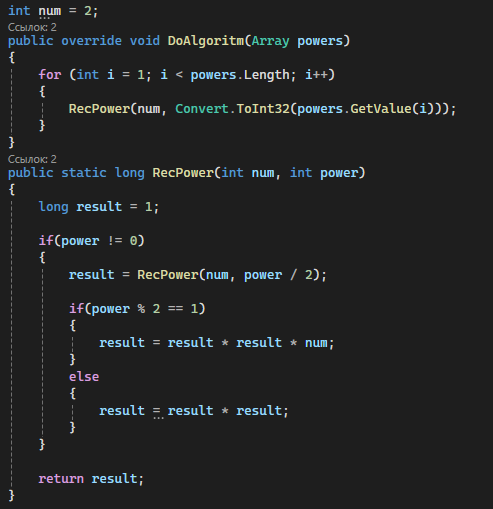 int num = 2;
Ссылок: 2
public override void DoAlgoritm(Array powers)
{
    for (int i = 1; i < powers.Length; i++)
    {
        RecPower(num, Convert.ToInt32(powers.GetValue(i)));
    }
}
Ссылок: 2
public static long RecPower(int num, int power)
{
    long result = 1;

    if(power != 0)
    {
        result = RecPower(num, power / 2);

        if(power % 2 == 1)
        {
            result = result * result * num;
        }
        else
        {
            result = result * result;
        }
    }

    return result;
}